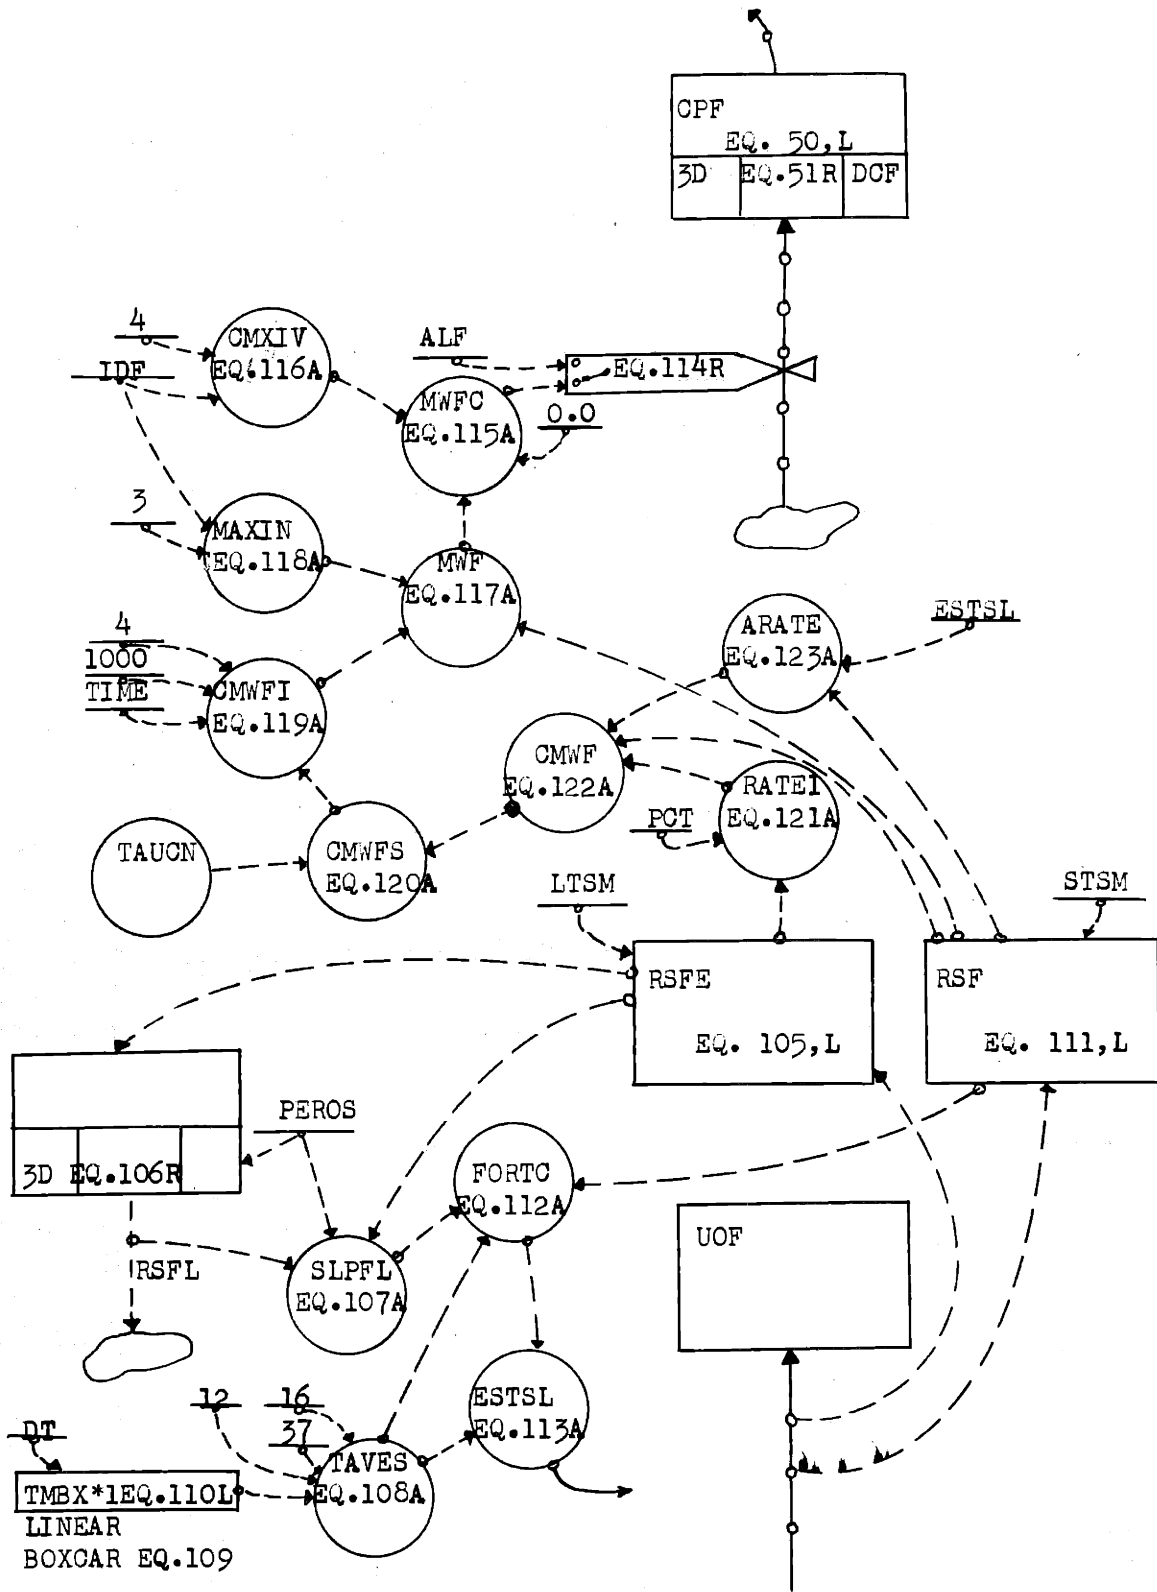 CPF
EQ. 50,L
3D EQ.51R DCF
4
CMXIV
EQ.116A
IDF
ALF
EQ.114R
MWFC
EQ.115A
0.0
3
MAXIN
EQ.118A
MWF
EQ.117A
ARATE
EQ.123A
ESTSL
4
1000
TIME
CMWFI
EQ.119A
CMWF
EQ.122A
RATE1
EQ.121A
PCT
TAUCN
CMWFS
EQ.120A
LTSM
STSM
RSFE
EQ. 105,L
RSF
EQ. 111,L
PEROS
3D EQ.106R
FORTC
EQ.112A
UOF
RSFL
SLPFL
EQ.107A
12
16
37
ESTSL
EQ.113A
DT
TAVES
EQ.108A
TMBX*1EQ.110L
LINEAR
BOXCAR EQ.109